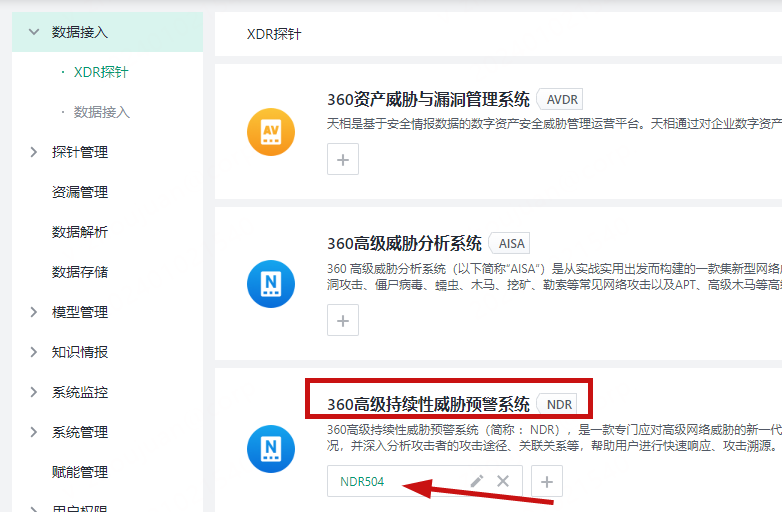 数据接入
XDR探针
数据接入
探针管理
资漏管理
数据解析
数据存储
模型管理
知识情报
系统监控
系统管理
赋能管理
用户权限
XDR探针
360资产威胁与漏洞管理系统 AVDR
天相是基于安全情报数据的数字资产安全威胁管理运营平台。天相通过对企业数字资产
AV
360高级威胁分析系统 AISA
360 高级威胁分析系统（以下简称“AISA”）是从实战实用出发而构建的一款集新型网络
洞攻击、僵尸病毒、蠕虫、木马、挖矿、勒索等常见网络攻击以及APT、高级木马等高
N
360高级持续性威胁预警系统 NDR
360高级持续性威胁预警系统（简称 ：NDR），是一款专门应对高级网络威胁的新一代
况，并深入分析攻击者的攻击途径、关联关系等，帮助用户进行快速响应、攻击溯源。
N
NDR504